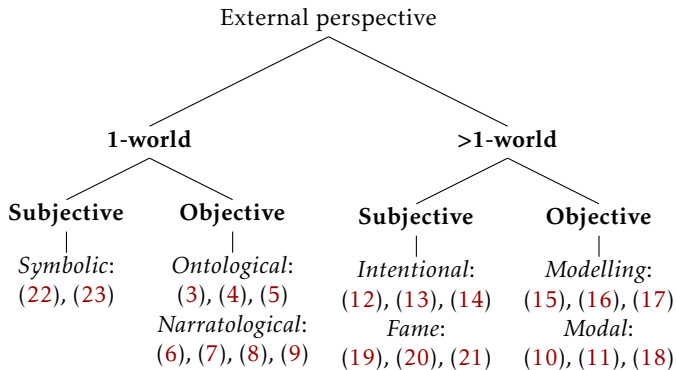 External perspective
1-world
>1-world
Subjective
Objective
Subjective
Objective
Symbolic:
(22), (23)
Ontological:
(3), (4), (5)
Narratological:
(6), (7), (8), (9)
Intentional:
(12), (13), (14)
Fame:
(19), (20), (21)
Modelling:
(15), (16), (17)
Modal:
(10), (11), (18)